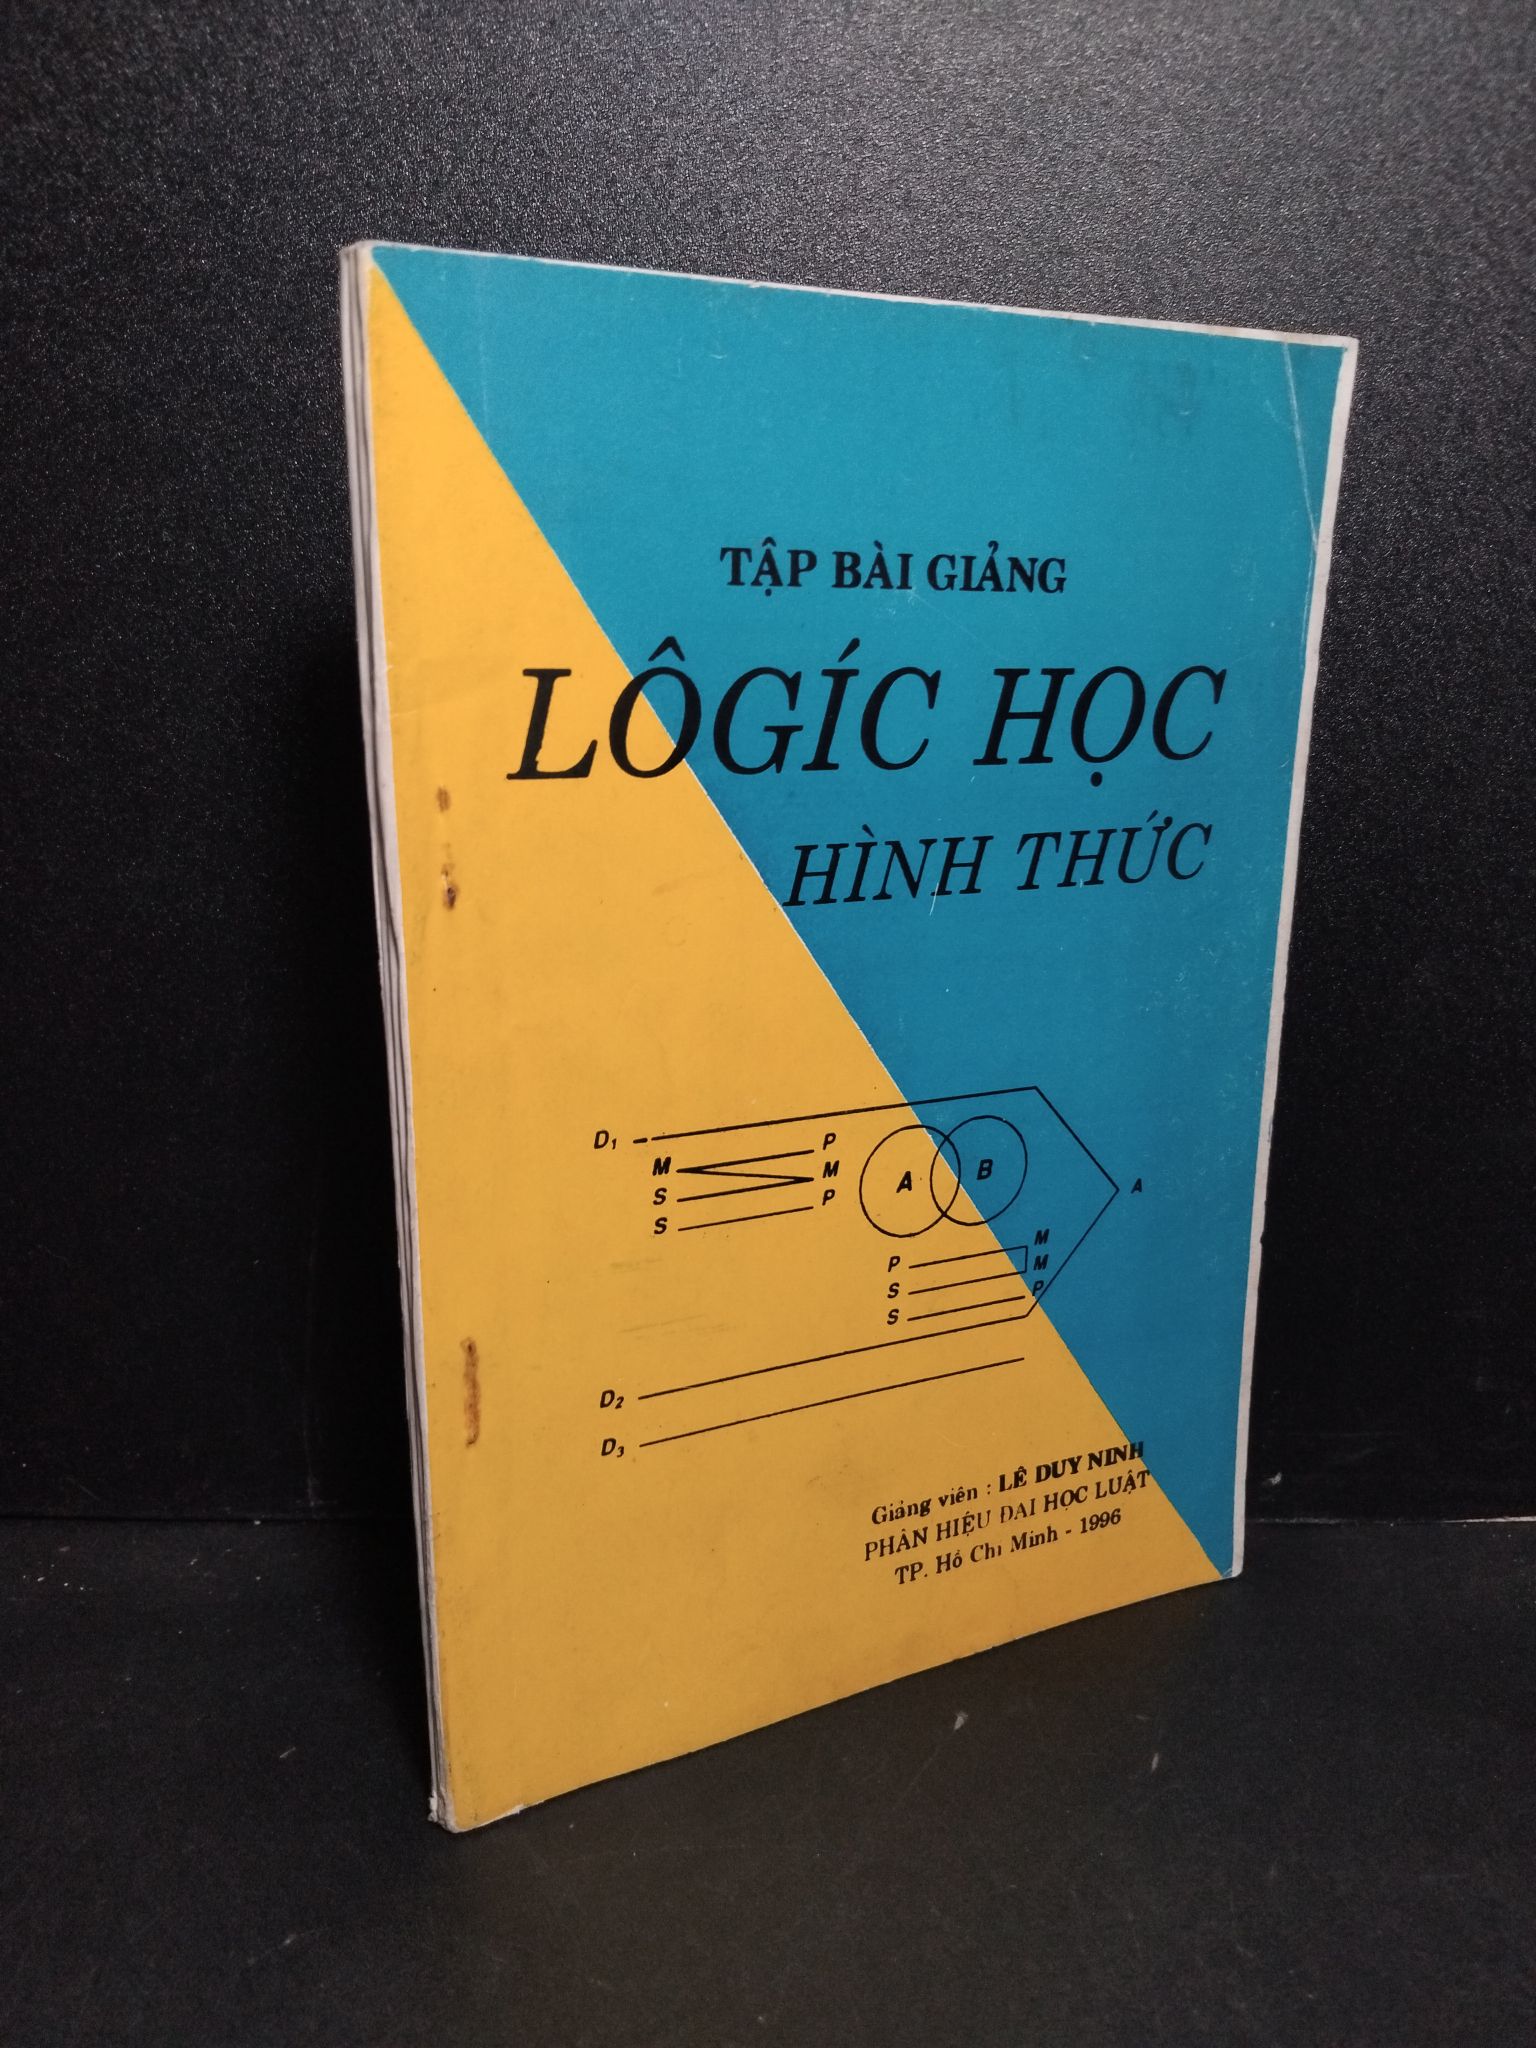 TẬP BÀI GIẢNG
LÔGÍC HỌC
HÌNH THỨC
D₁
M P
S M
S P
A B
A
P M
S M
S P
D₂
D₃
Giảng viên : LÊ DUY NINH
PHÂN HIỆU ĐAI HỌC LUẬT
TP. Hồ Chí Minh - 1996